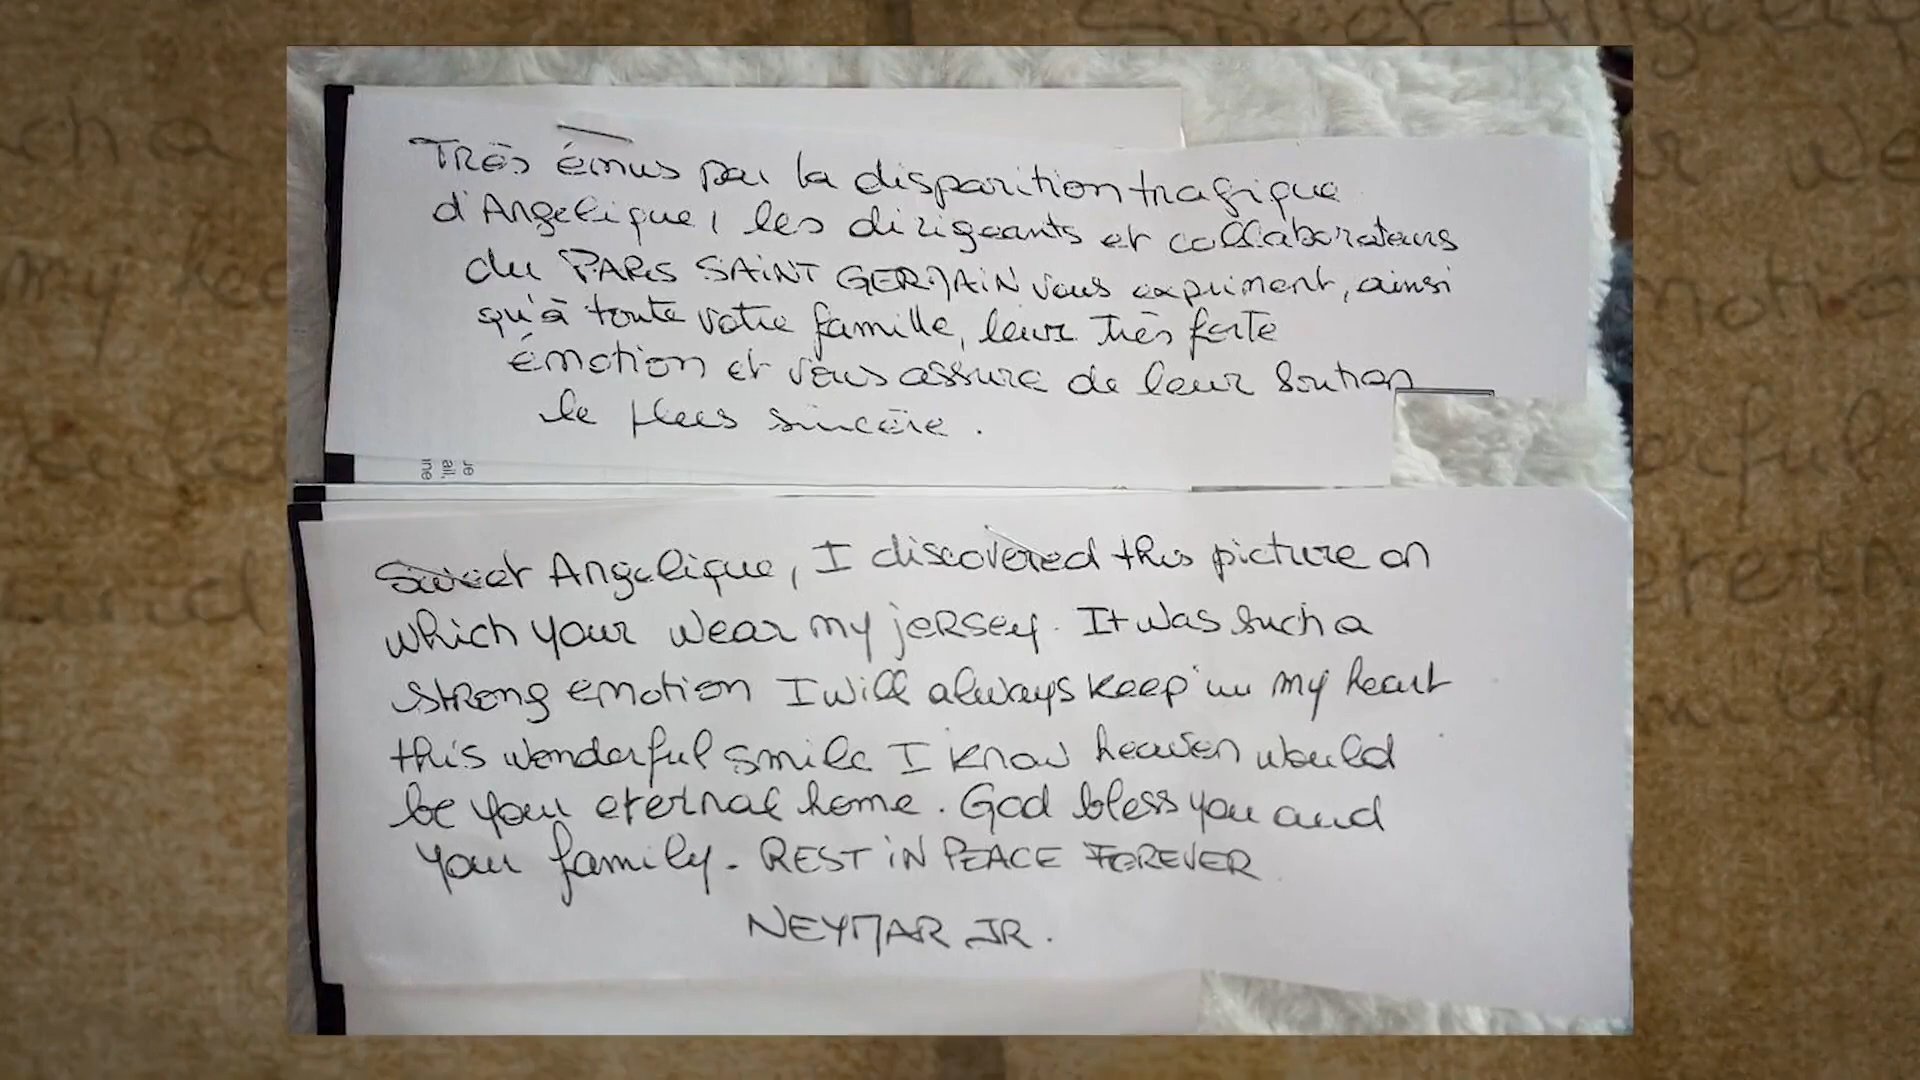 Très émus par la disparition tragique
d'Angelique, les dirigeants et collaborateurs
du PARIS SAINT GERMAIN vous expriment, ainsi
qu'à toute votre famille, leur très forte
émotion et vous assure de leur soutien
le plus sincère.
ue
ail,
ine
Sweet Angelique, I discovered this picture on
which your wear my jersey. It was such a
strong emotion I will always keep in my heart
this wonderful smile I know heaven would
be your eternal home. God bless you and
your family. REST IN PEACE FOREVER
NEYMAR JR.